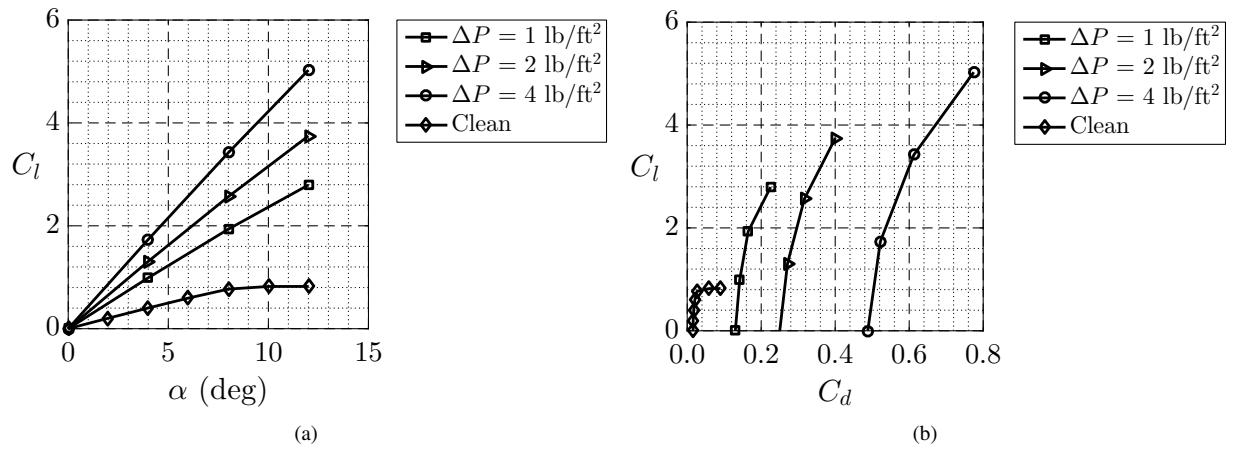 6
4
2
0
C_l
0
5
10
15
α (deg)
ΔP = 1 lb/ft²
ΔP = 2 lb/ft²
ΔP = 4 lb/ft²
Clean
(a)
6
4
2
0
C_l
0.0
0.2
0.4
0.6
0.8
C_d
ΔP = 1 lb/ft²
ΔP = 2 lb/ft²
ΔP = 4 lb/ft²
Clean
(b)